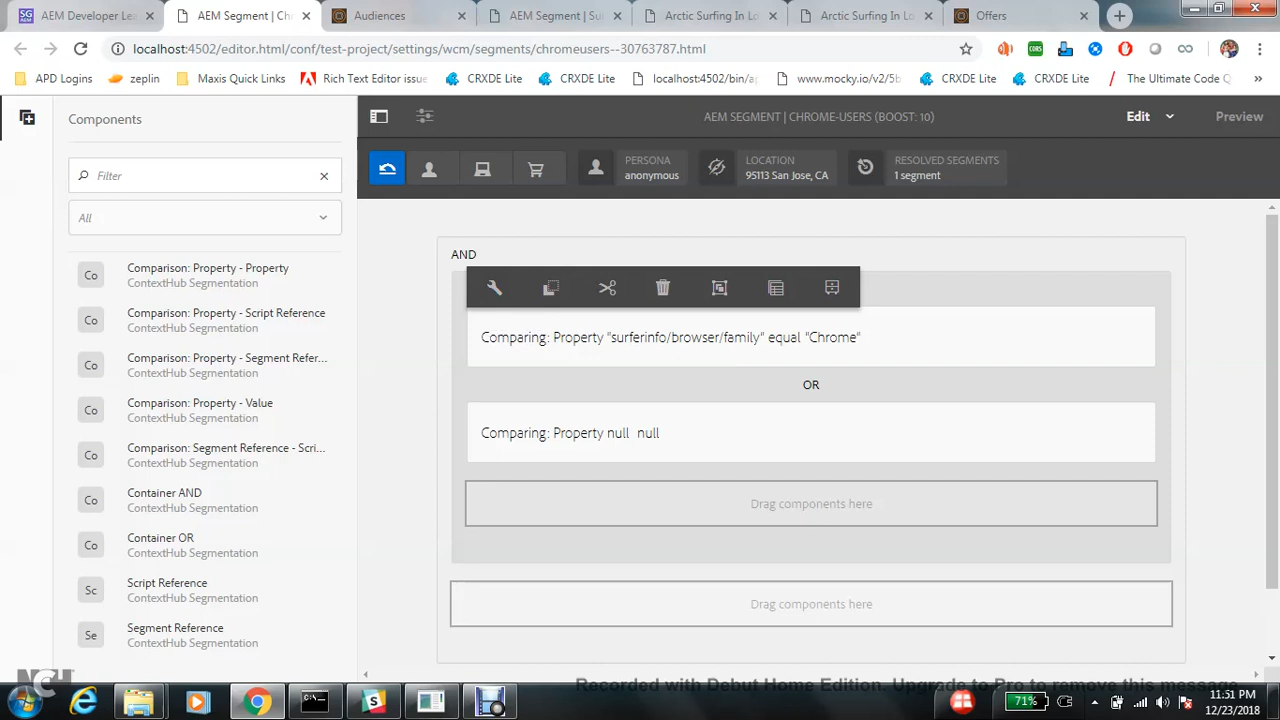 AEM Developer Lea
AEM Segment | Chr
Audiences
AEM Segment | Su
Arctic Surfing In Lo
Arctic Surfing In Lo
Offers
localhost:4502/editor.html/conf/test-project/settings/wcm/segments/chromeusers--30763787.html
APD Logins
zeplin
Maxis Quick Links
Rich Text Editor issue
CRXDE Lite
CRXDE Lite
localhost:4502/bin/a
www.mocky.io/v2/5b
CRXDE Lite
CRXDE Lite
The Ultimate Code Q
Components
AEM SEGMENT | CHROME-USERS (BOOST: 10)
Edit
Preview
Filter
All
PERSONA
anonymous
LOCATION
95113 San Jose, CA
RESOLVED SEGMENTS
1 segment
Co
Comparison: Property - Property
ContextHub Segmentation
Co
Comparison: Property - Script Reference
ContextHub Segmentation
Co
Comparison: Property - Segment Refer...
ContextHub Segmentation
Co
Comparison: Property - Value
ContextHub Segmentation
Co
Comparison: Segment Reference - Scri...
ContextHub Segmentation
Co
Container AND
ContextHub Segmentation
Co
Container OR
ContextHub Segmentation
Sc
Script Reference
ContextHub Segmentation
Se
Segment Reference
ContextHub Segmentation
AND
Comparing: Property "surferinfo/browser/family" equal "Chrome"
OR
Comparing: Property null null
Drag components here
Drag components here
NCH
Recorded with Debut Home Edition. Upgrade to Pro to remove this message
71%
11:51 PM
12/23/2018